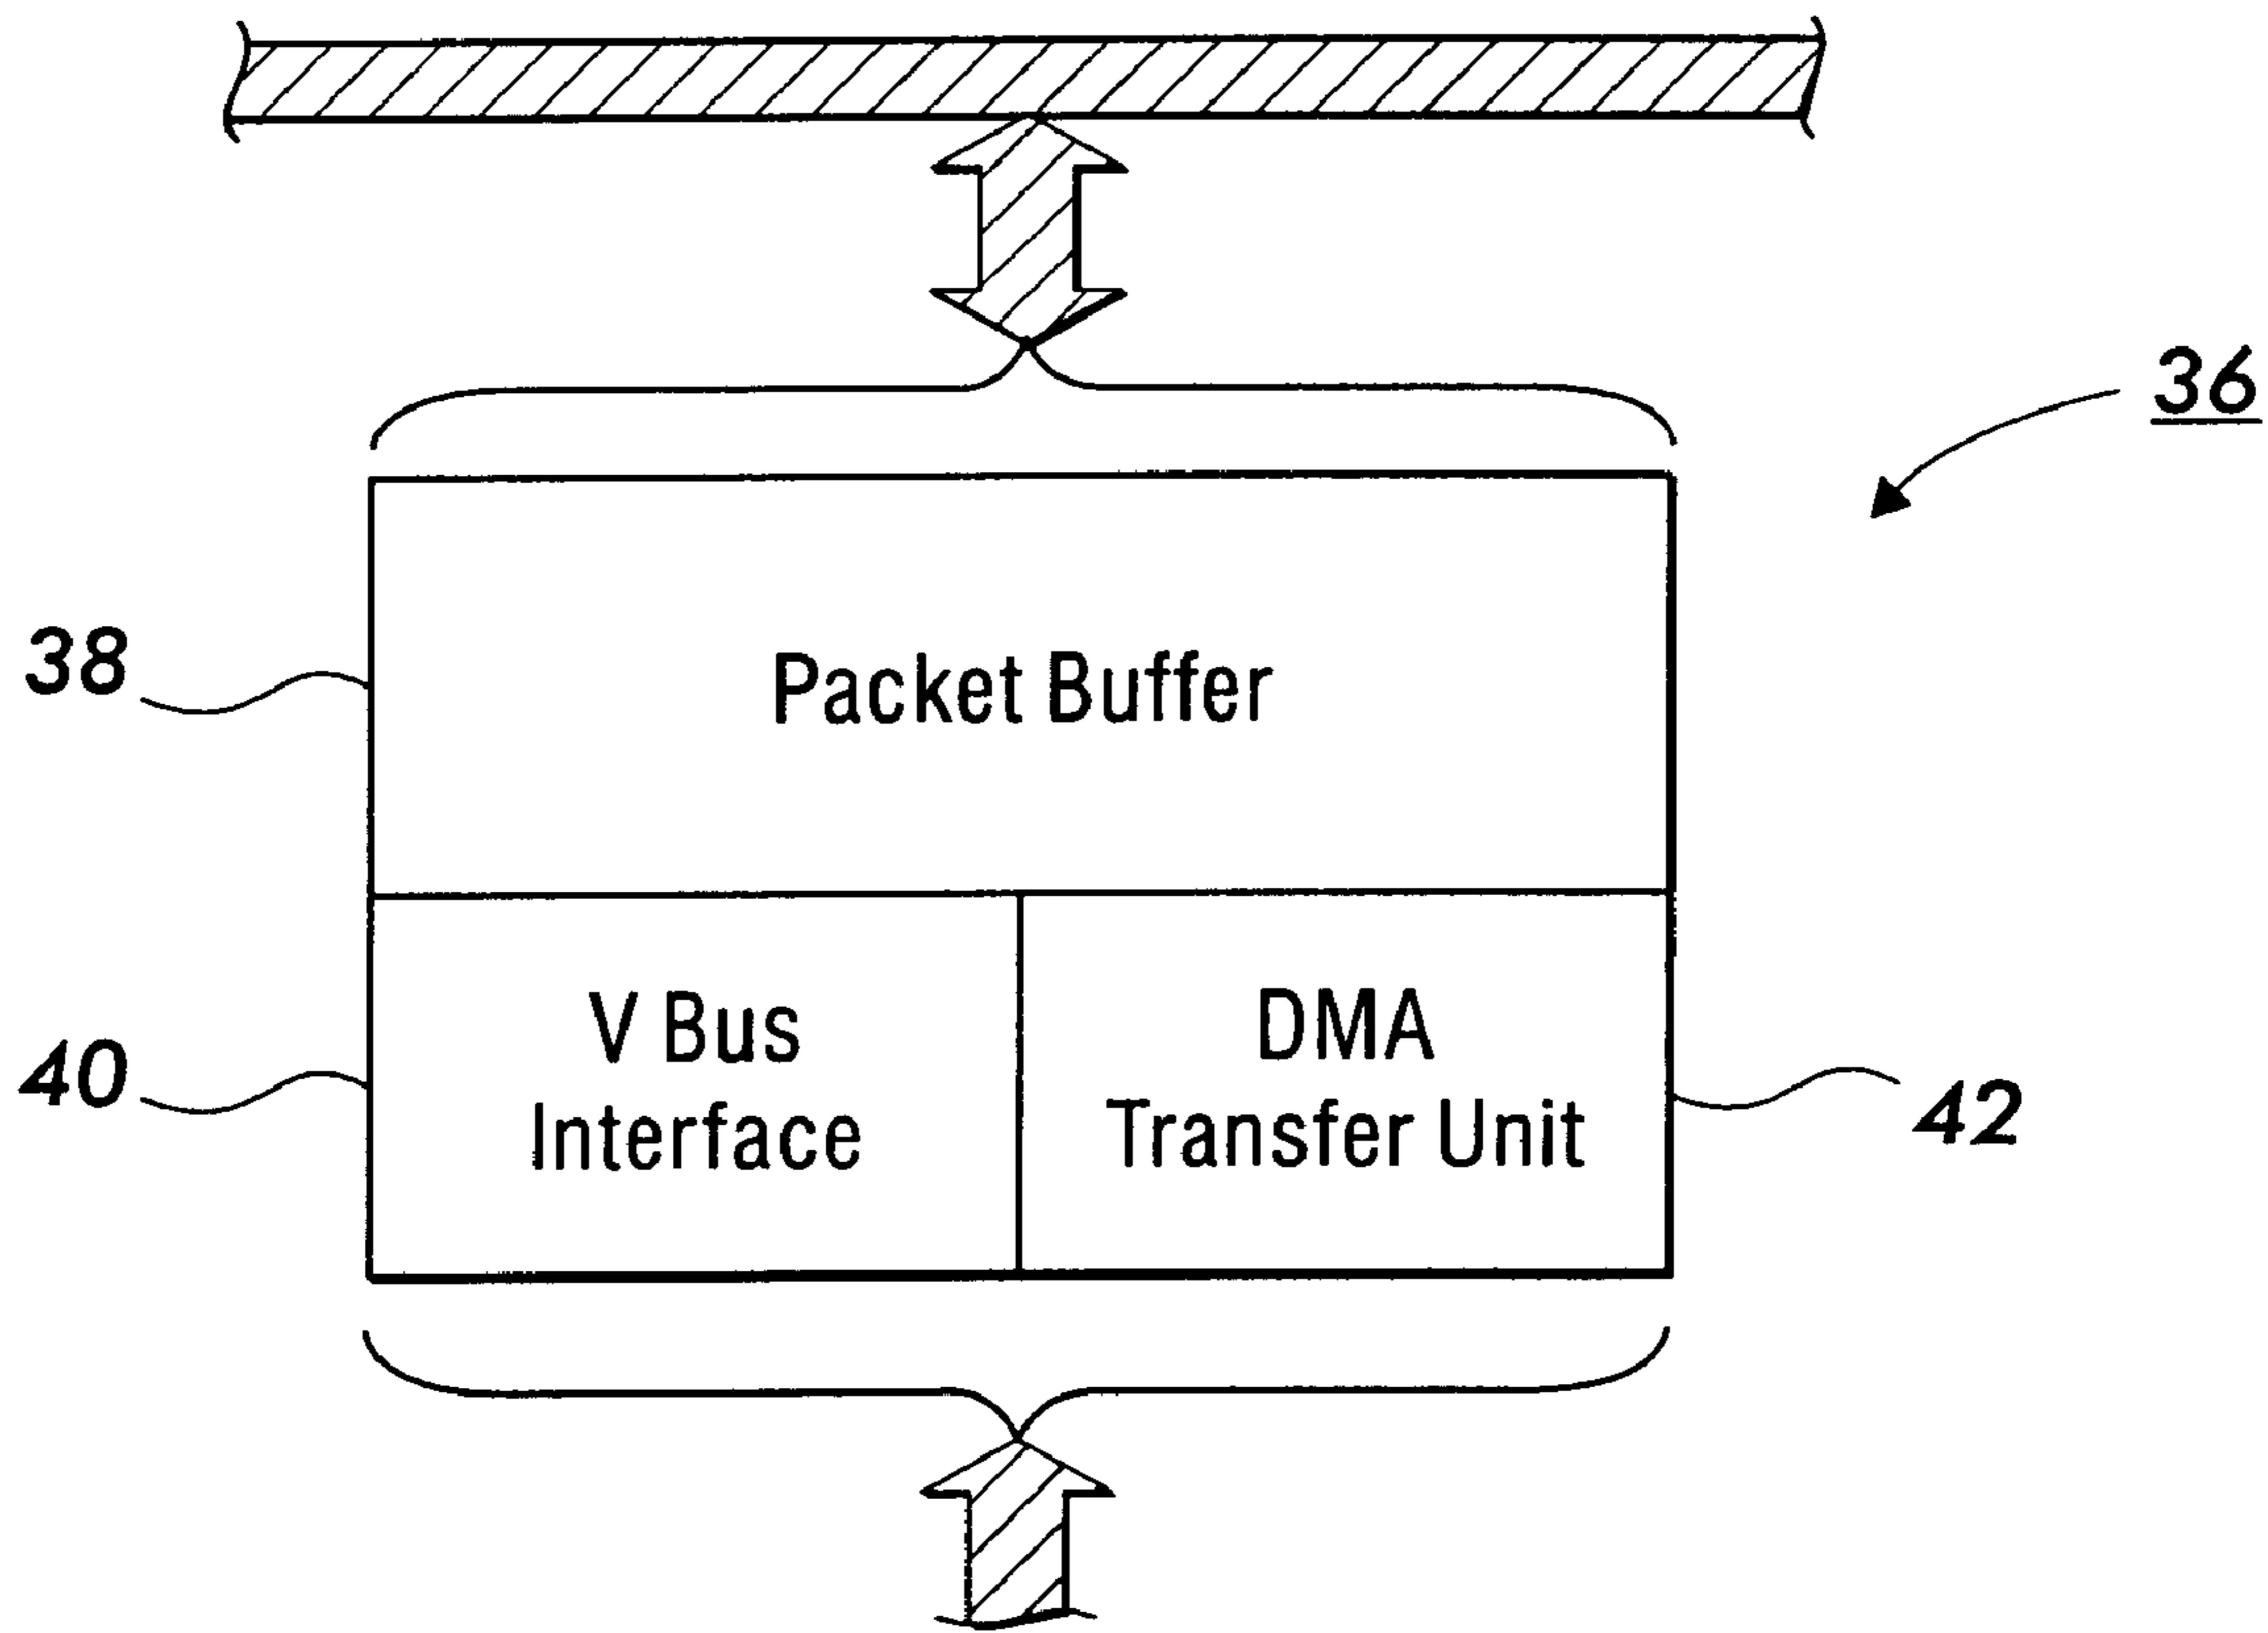 36
38
Packet Buffer
40
V Bus
Interface
DMA
Transfer Unit
42